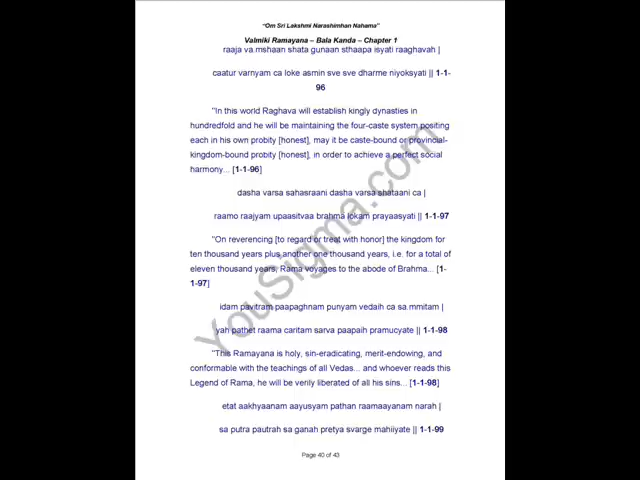 “Om Sri Lakshmi Narashimhan Nahama”
Valmiki Ramayana – Bala Kanda – Chapter 1
raaja va.mshaan shata gunaan sthaapa isyati raaghavah |
caatur varnyam ca loke asmin sve sve dharme niyoksyati || 1-1-
96
"In this world Raghava will establish kingly dynasties in
hundredfold and he will be maintaining the four-caste system positing
each in his own probity [honest], may it be caste-bound or provincial-
kingdom-bound probity [honest], in order to achieve a perfect social
harmony... [1-1-96]
dasha varsa sahasraani dasha varsa shataani ca |
raamo raajyam upaasitvaa brahma lokam prayaasyati || 1-1-97
"On reverencing [to regard or treat with honor] the kingdom for
ten thousand years plus another one thousand years, i.e. for a total of
eleven thousand years, Rama voyages to the abode of Brahma... [1-
1-97]
idam pavitram paapaghnam punyam vedaih ca sa.mmitam |
yah pathet raama caritam sarva paapaih pramucyate || 1-1-98
"This Ramayana is holy, sin-eradicating, merit-endowing, and
conformable with the teachings of all Vedas... and whoever reads this
Legend of Rama, he will be verily liberated of all his sins... [1-1-98]
etat aakhyaanam aayusyam pathan raamaayanam narah |
sa putra pautrah sa ganah pretya svarge mahiiyate || 1-1-99
Page 40 of 43
YouSigma.com